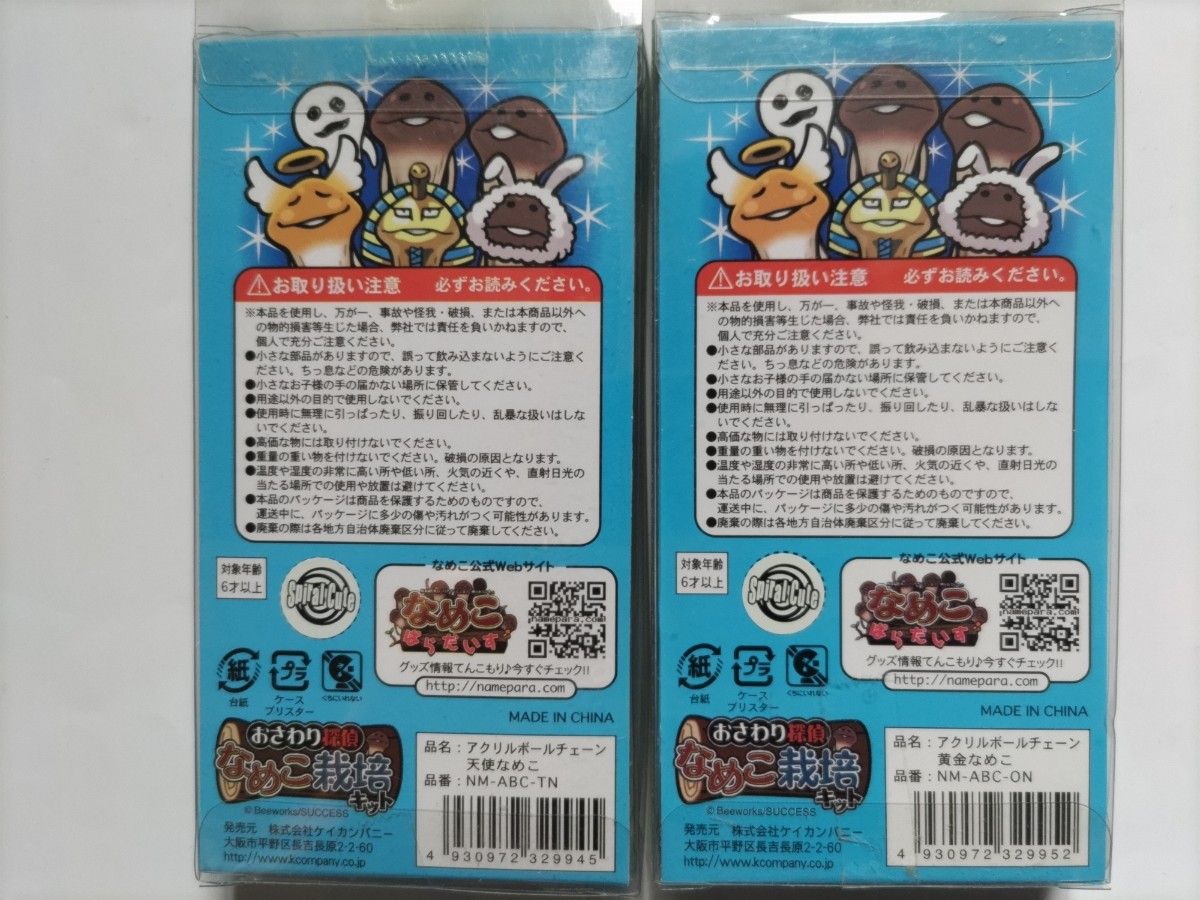 ⚠お取り扱い注意 必ずお読みください。
※本品を使用し、万が一、事故や怪我・破損、または本商品以外へ
の物的損害等生じた場合、弊社では責任を負いかねますので、
個人で充分ご注意ください。
●小さな部品がありますので、誤って飲み込まないようにご注意く
ださい。ちっ息などの危険があります。
●小さなお子様の手の届かない場所に保管してください。
●用途以外の目的で使用しないでください。
●使用時に無理に引っぱったり、振り回したり、乱暴な扱いはしな
いでください。
●高価な物には取り付けないでください。
●重量の重い物を付けないでください。破損の原因となります。
●温度や湿度の非常に高い所や低い所、火気の近くや、直射日光の
当たる場所での使用や放置は避けてください。
●本品のパッケージは商品を保護するためのものですので、
運送中に、パッケージに多少の傷や汚れがつく可能性があります。
●廃棄の際は各地方自治体廃棄区分に従って廃棄してください。
対象年齢
6才以上
Spiral Cute
なめこ公式Webサイト
なめこ
ぱらだいす
namepara.com
グッズ情報てんこもり♪今すぐチェック!!
http://namepara.com
紙
台紙
プラ
ケース
ブリスター
くちにいれない
MADE IN CHINA
おさわり探偵
なめこ栽培
キット
© Beeworks/SUCCESS
発売元 株式会社ケイカンパニー
大阪市平野区長吉長原2-2-60
http://www.kcompany.co.jp
品名：アクリルボールチェーン
天使なめこ
品番：NM-ABC-TN
4 930972 329945
⚠お取り扱い注意 必ずお読みください。
※本品を使用し、万が一、事故や怪我・破損、または本商品以外へ
の物的損害等生じた場合、弊社では責任を負いかねますので、
個人で充分ご注意ください。
●小さな部品がありますので、誤って飲み込まないようにご注意く
ださい。ちっ息などの危険があります。
●小さなお子様の手の届かない場所に保管してください。
●用途以外の目的で使用しないでください。
●使用時に無理に引っぱったり、振り回したり、乱暴な扱いはしな
いでください。
●高価な物には取り付けないでください。
●重量の重い物を付けないでください。破損の原因となります。
●温度や湿度の非常に高い所や低い所、火気の近くや、直射日光の
当たる場所での使用や放置は避けてください。
●本品のパッケージは商品を保護するためのものですので、
運送中に、パッケージに多少の傷や汚れがつく可能性があります。
●廃棄の際は各地方自治体廃棄区分に従って廃棄してください。
対象年齢
6才以上
Spiral Cute
なめこ公式Webサイト
なめこ
ぱらだいす
namepara.com
グッズ情報てんこもり♪今すぐチェック!!
http://namepara.com
紙
台紙
プラ
ケース
ブリスター
くちにいれない
MADE IN CHINA
おさわり探偵
なめこ栽培
キット
© Beeworks/SUCCESS
発売元 株式会社ケイカンパニー
大阪市平野区長吉長原2-2-60
http://www.kcompany.co.jp
品名：アクリルボールチェーン
黄金なめこ
品番：NM-ABC-ON
4 930972 329952